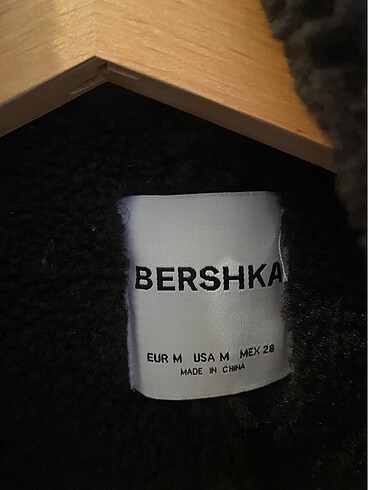 BERSHKA
EUR M USA M MEX 28
MADE IN CHINA